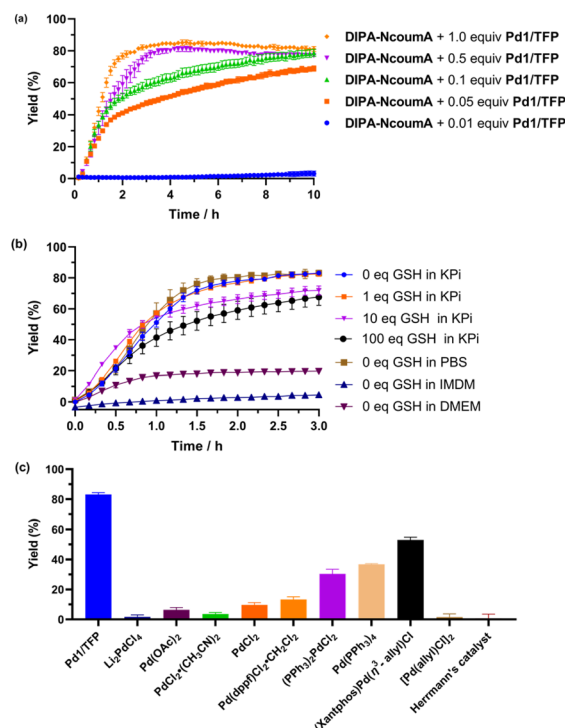 (a)
100
80
60
40
20
0
Yield (%)
0 2 4 6 8 10
Time / h
DIPA-NcoumA + 1.0 equiv Pd1/TFP
DIPA-NcoumA + 0.5 equiv Pd1/TFP
DIPA-NcoumA + 0.1 equiv Pd1/TFP
DIPA-NcoumA + 0.05 equiv Pd1/TFP
DIPA-NcoumA + 0.01 equiv Pd1/TFP
(b)
100
80
60
40
20
0
Yield (%)
0.0 0.5 1.0 1.5 2.0 2.5 3.0
Time / h
0 eq GSH in KPi
1 eq GSH in KPi
10 eq GSH in KPi
100 eq GSH in KPi
0 eq GSH in PBS
0 eq GSH in IMDM
0 eq GSH in DMEM
(c)
100
80
60
40
20
0
Yield (%)
Pd1/TFP
Li₂PdCl₄
Pd(OAc)₂
PdCl₂*(CH₃CN)₂
PdCl₂
Pd(dppf)Cl₂*CH₂Cl₂
(PPh₃)₂PdCl₂
Pd(PPh₃)₄
(Xantphos)Pd(η³- allyl)Cl
[Pd(allyl)Cl]₂
Herrmann's catalyst